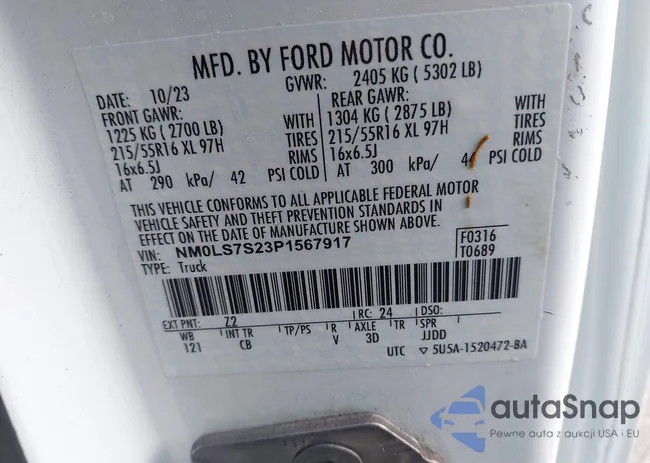 MFD. BY FORD MOTOR CO.
DATE: 10/23 GVWR: 2405 KG ( 5302 LB)
FRONT GAWR: REAR GAWR:
1225 KG ( 2700 LB) WITH 1304 KG ( 2875 LB) WITH
215/55R16 XL 97H TIRES 215/55R16 XL 97H TIRES
16x6.5J RIMS 16x6.5J RIMS
AT 290 kPa/ 42 PSI COLD AT 300 kPa/ PSI COLD
THIS VEHICLE CONFORMS TO ALL APPLICABLE FEDERAL MOTOR
VEHICLE SAFETY AND THEFT PREVENTION STANDARDS IN
EFFECT ON THE DATE OF MANUFACTURE SHOWN ABOVE.
VIN: NM0LS7S23P1567917 F0316
TYPE: Truck T0689
EXT PNT: Z2 RC: 24 DSO:
WB INT TR TP/PS R AXLE TR SPR
121 CB V 3D JJDD
UTC ▽ 5U5A-1520472-BA
autoSnap
Pewne auta z aukcji USA i EU